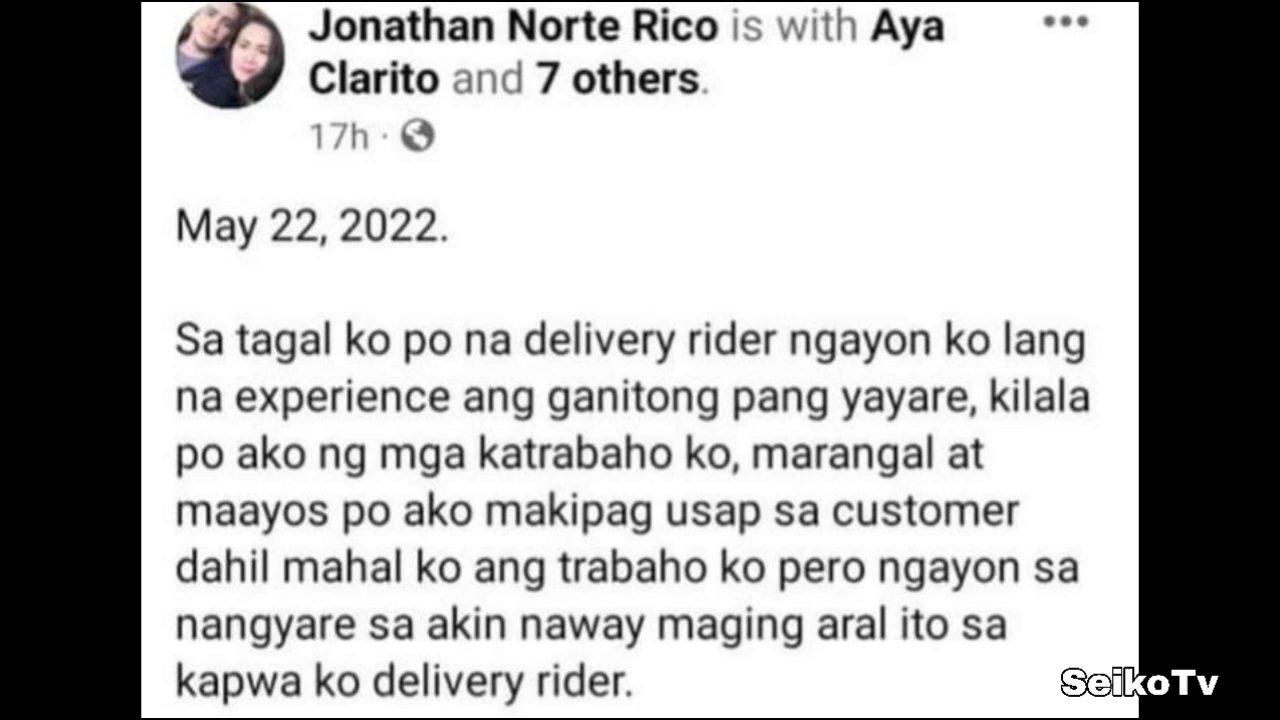 Jonathan Norte Rico is with Aya
Clarito and 7 others.
17h ·
May 22, 2022.
Sa tagal ko po na delivery rider ngayon ko lang
na experience ang ganitong pang yayare, kilala
po ako ng mga katrabaho ko, marangal at
maayos po ako makipag usap sa customer
dahil mahal ko ang trabaho ko pero ngayon sa
nangyare sa akin naway maging aral ito sa
kapwa ko delivery rider.
SeikoTv